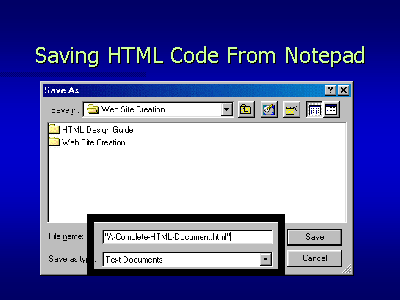 Saving HTML Code From Notepad
Save As
Save in: Web Site Creation
HTML Design Guide
Web Site Creation
File name: "A-Complete-HTML-Document.html"
Save
Save as typ Text Documents
Cancel